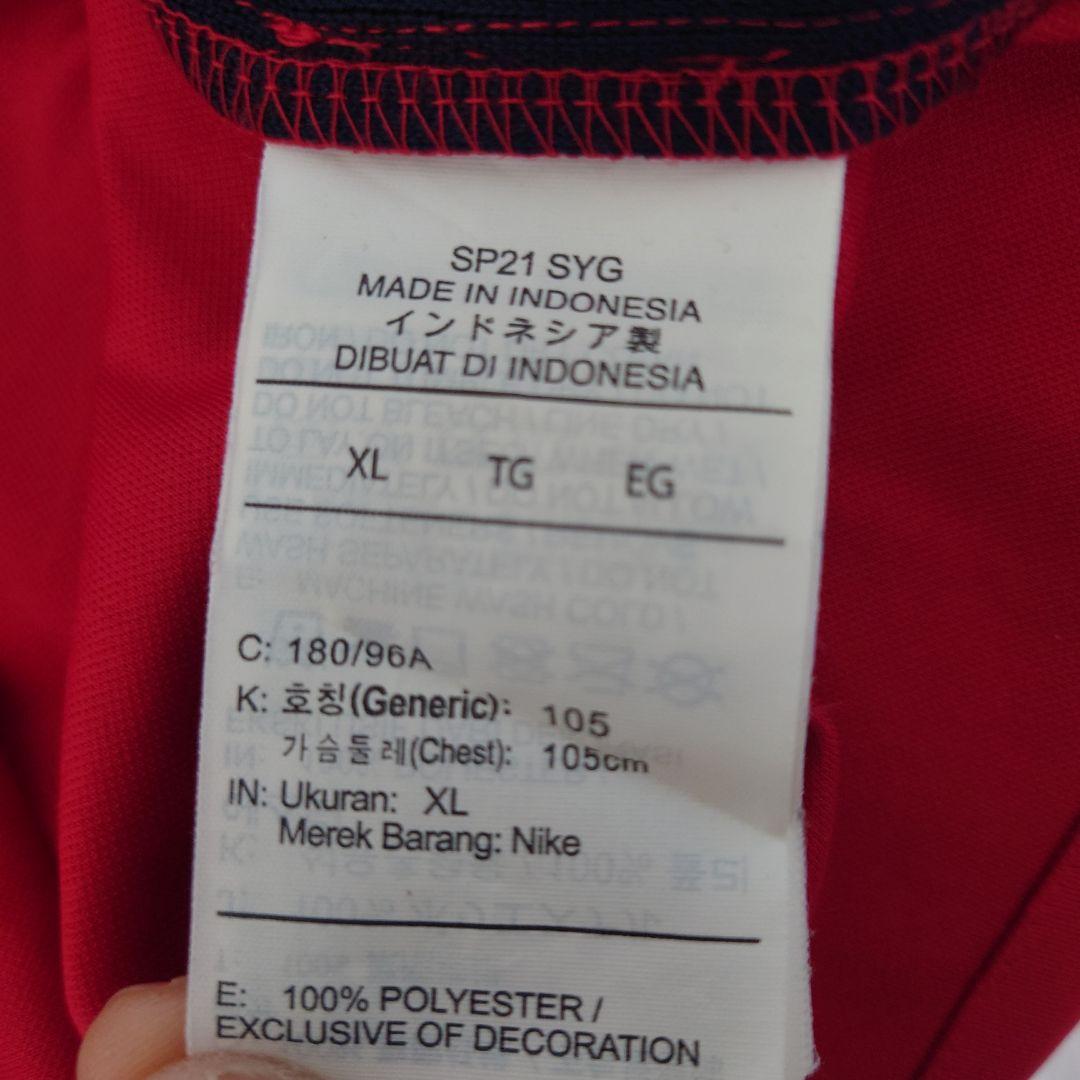 SP21 SYG
MADE IN INDONESIA
インドネシア製
DIBUAT DI INDONESIA
XL TG EG
C: 180/96A
K: 호칭(Generic): 105
가슴둘레(Chest): 105cm
IN: Ukuran: XL
Merek Barang: Nike
E: 100% POLYESTER /
EXCLUSIVE OF DECORATION